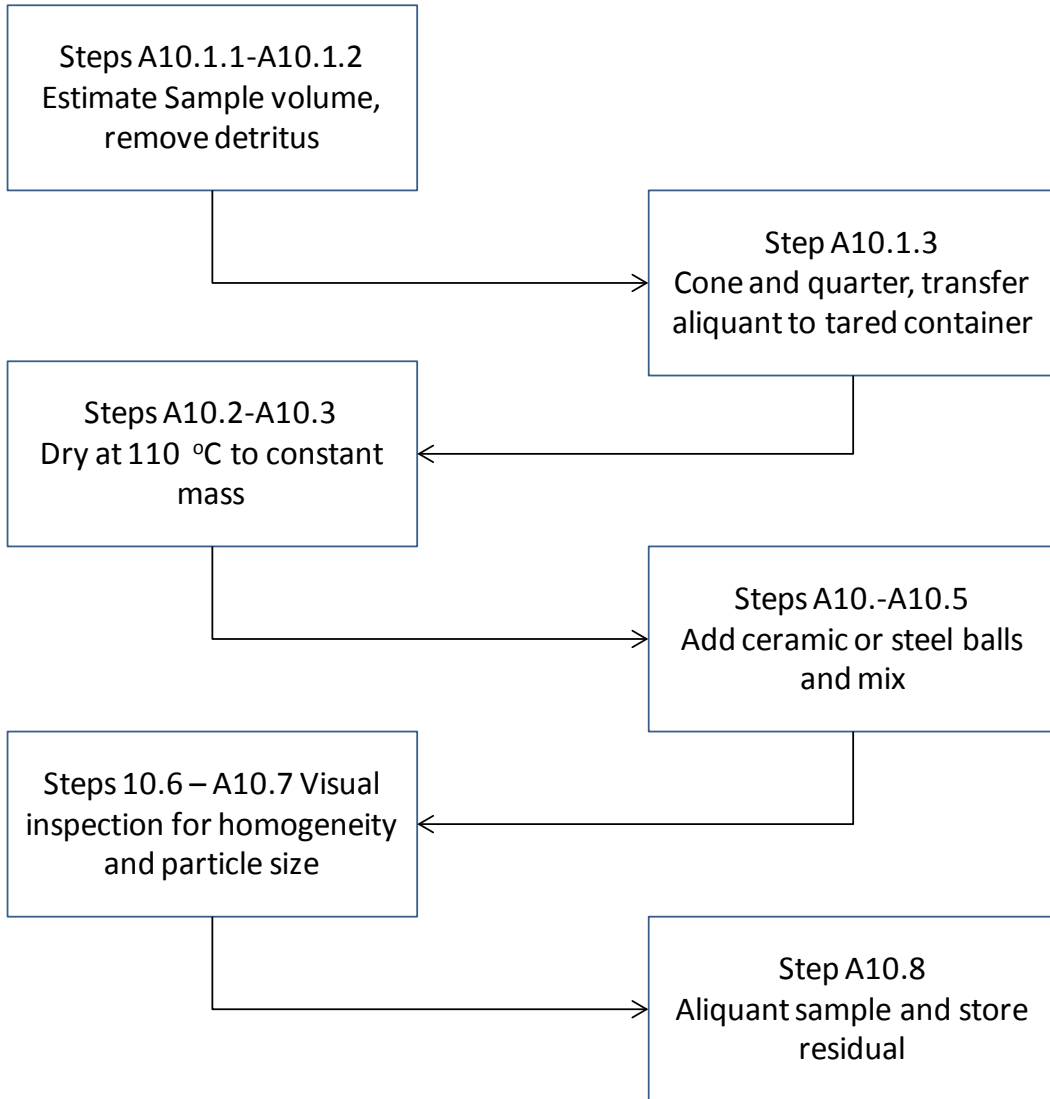 Steps A10.1.1-A10.1.2
Estimate Sample volume,
remove detritus
Step A10.1.3
Cone and quarter, transfer
aliquant to tared container
Steps A10.2-A10.3
Dry at 110 ºC to constant
mass
Steps A10.-A10.5
Add ceramic or steel balls
and mix
Steps 10.6 – A10.7 Visual
inspection for homogeneity
and particle size
Step A10.8
Aliquant sample and store
residual